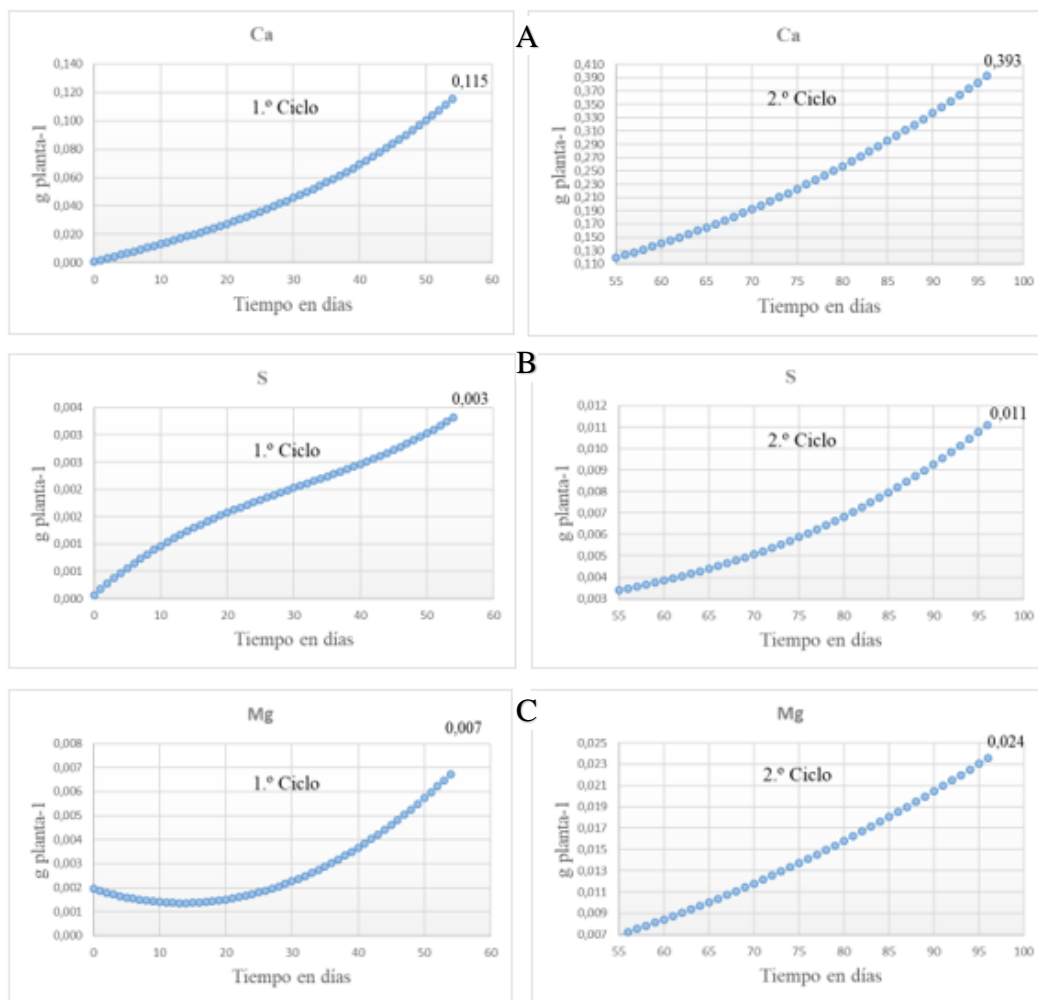 A
Ca
0,140
0,120
0,100
0,080
0,060
0,040
0,020
0,000
0,115
1.º Ciclo
g planta-1
0 10 20 30 40 50 60
Tiempo en días
Ca
0,410
0,390
0,370
0,350
0,330
0,310
0,290
0,270
0,250
0,230
0,210
0,190
0,170
0,150
0,130
0,110
0,393
2.º Ciclo
g planta-1
55 60 65 70 75 80 85 90 95 100
Tiempo en días
B
S
0,004
0,003
0,003
0,002
0,002
0,001
0,001
0,000
0,003
1.º Ciclo
g planta-1
0 10 20 30 40 50 60
Tiempo en días
S
0,012
0,011
0,010
0,009
0,008
0,007
0,006
0,005
0,004
0,003
0,011
2.º Ciclo
g planta-1
55 60 65 70 75 80 85 90 95 100
Tiempo en días
C
Mg
0,008
0,007
0,006
0,005
0,004
0,003
0,002
0,001
0,000
0,007
1.º Ciclo
g planta-1
0 10 20 30 40 50 60
Tiempo en días
Mg
0,025
0,023
0,021
0,019
0,017
0,015
0,013
0,011
0,009
0,007
0,024
2.º Ciclo
g planta-1
55 60 65 70 75 80 85 90 95 100
Tiempo en días